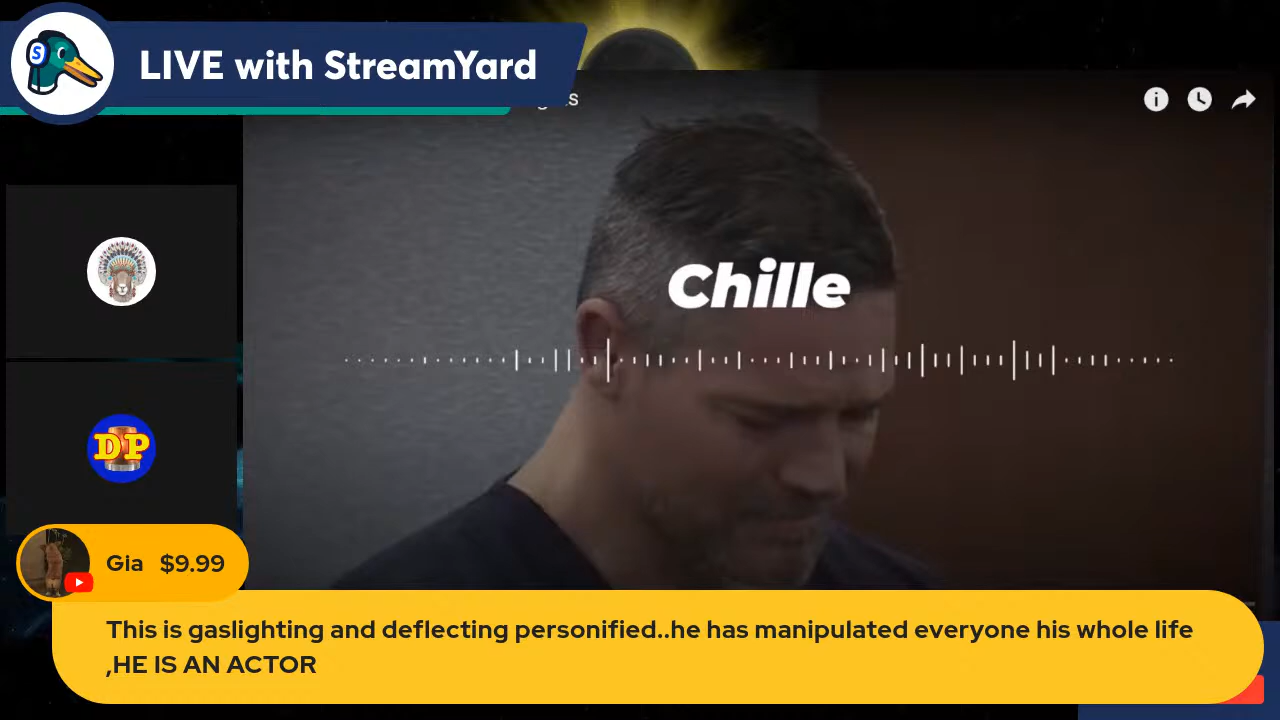 S
LIVE with StreamYard
Chille
DP
Gia $9.99
This is gaslighting and deflecting personified..he has manipulated everyone his whole life
,HE IS AN ACTOR